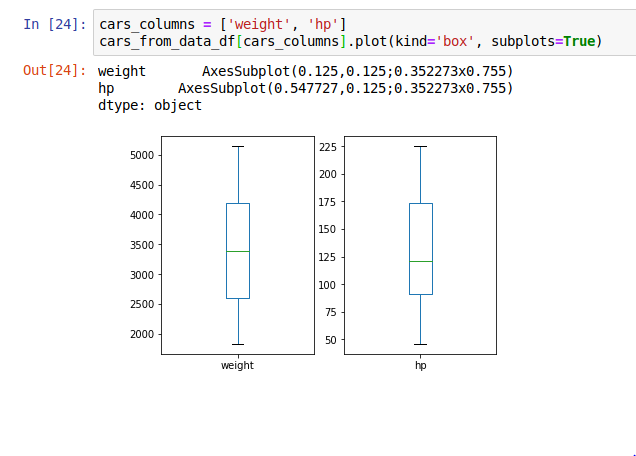 In [24]: cars_columns = ['weight', 'hp']
cars_from_data_df[cars_columns].plot(kind='box', subplots=True)
Out[24]: weight       AxesSubplot(0.125,0.125;0.352273x0.755)
hp        AxesSubplot(0.547727,0.125;0.352273x0.755)
dtype: object
5000
4500
4000
3500
3000
2500
2000
weight
225
200
175
150
125
100
75
50
hp